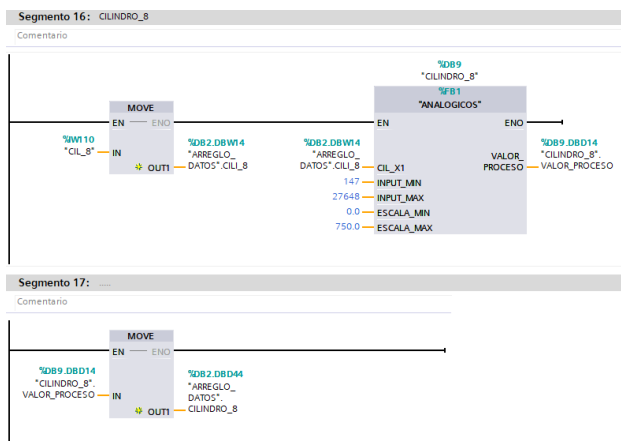 Segmento 16: CILINDRO_8
Comentario
%DB9
"CILINDRO_8"
%FB1
"ANALOGICOS"
MOVE
EN ENO
EN ENO
%IW110
"CIL_8" IN
%DB2.DBW14
"ARREGLO_
OUT1 DATOS".CILI_8
%DB2.DBW14
"ARREGLO_
DATOS".CILI_8 CIL_X1
147 INPUT_MIN
27648 INPUT_MAX
0.0 ESCALA_MIN
750.0 ESCALA_MAX
%DB9.DBD14
VALOR_ "CILINDRO_8".
PROCESO VALOR_PROCESO
Segmento 17: ....
Comentario
MOVE
EN ENO
%DB9.DBD14
"CILINDRO_8".
VALOR_PROCESO IN
%DB2.DBD44
"ARREGLO_
DATOS".
OUT1 CILINDRO_8